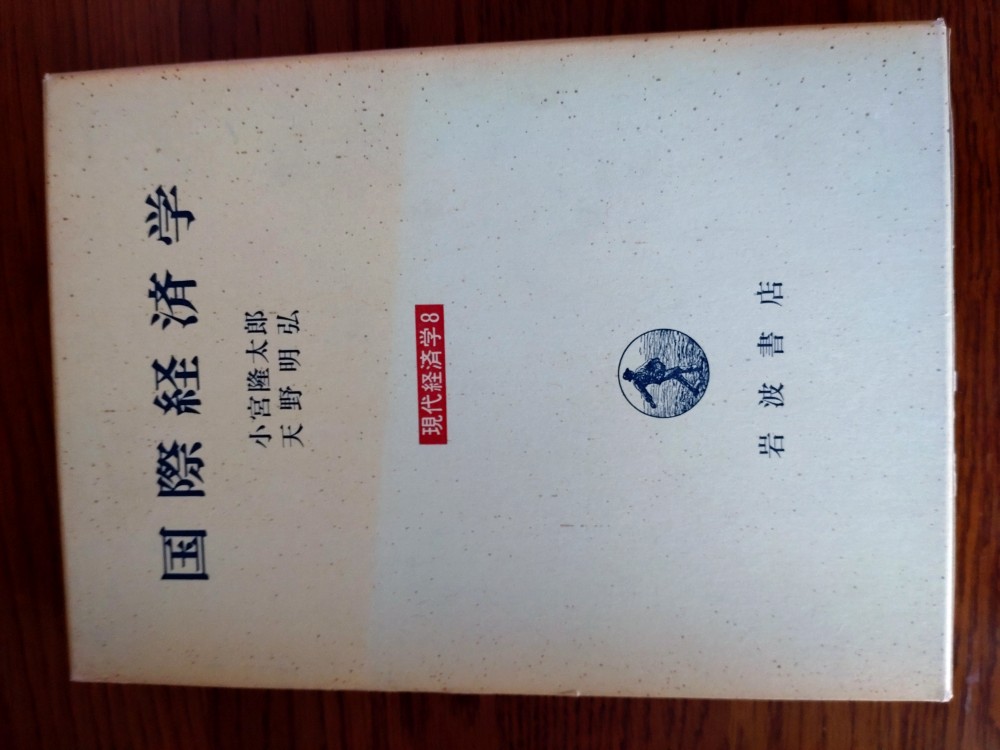 国際経済学
小宮隆太郎
天野明弘
現代経済学8
岩波書店